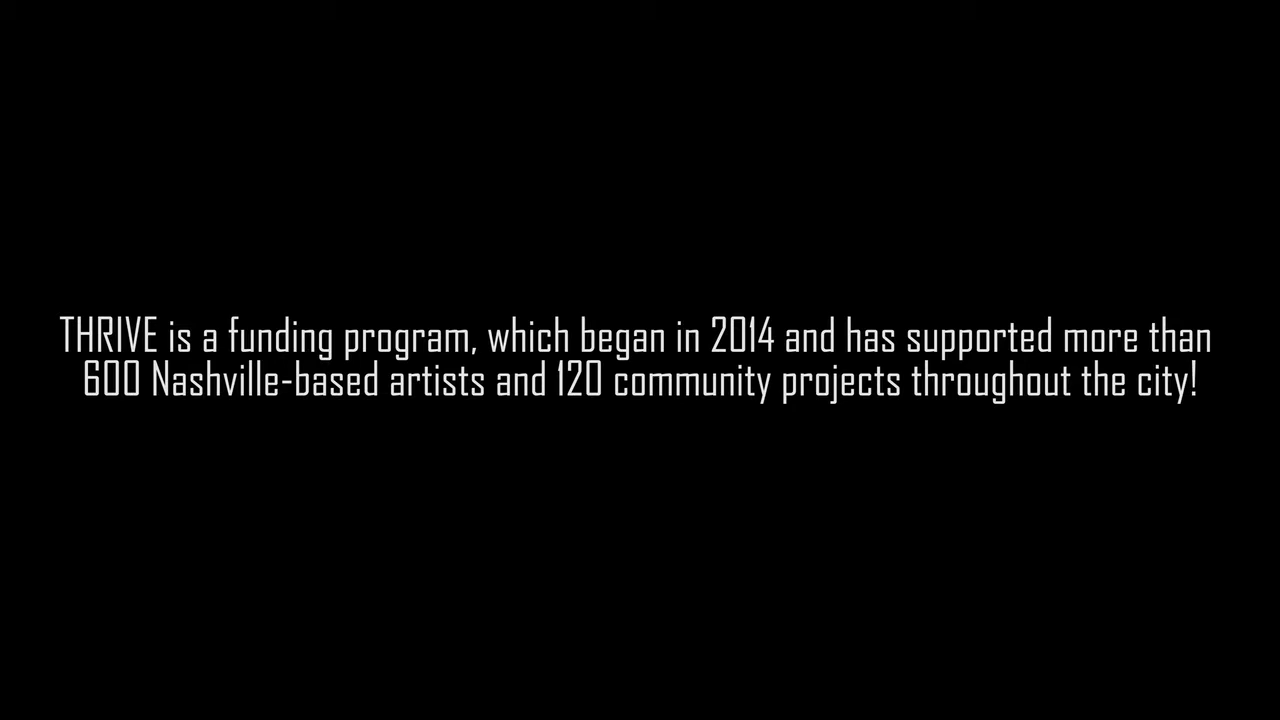 THRIVE is a funding program, which began in 2014 and has supported more than
600 Nashville-based artists and 120 community projects throughout the city!